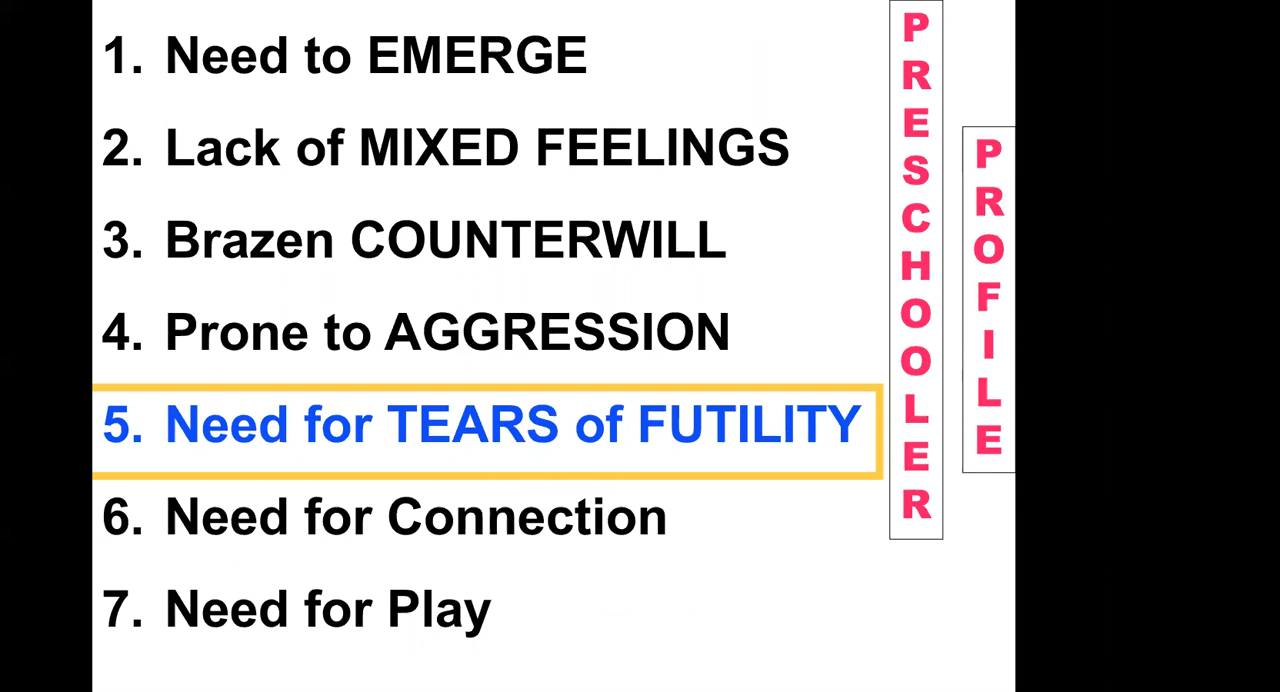 1. Need to EMERGE
2. Lack of MIXED FEELINGS
3. Brazen COUNTERWILL
4. Prone to AGGRESSION
5. Need for TEARS of FUTILITY
6. Need for Connection
7. Need for Play
PRESCHOOLER
PROFILE